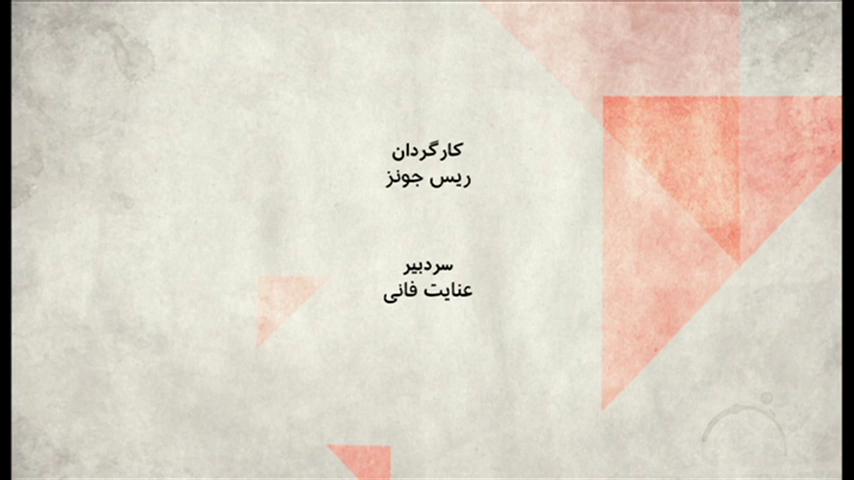 کارگردان
ریس جونز
سردبیر
عنایت فانی